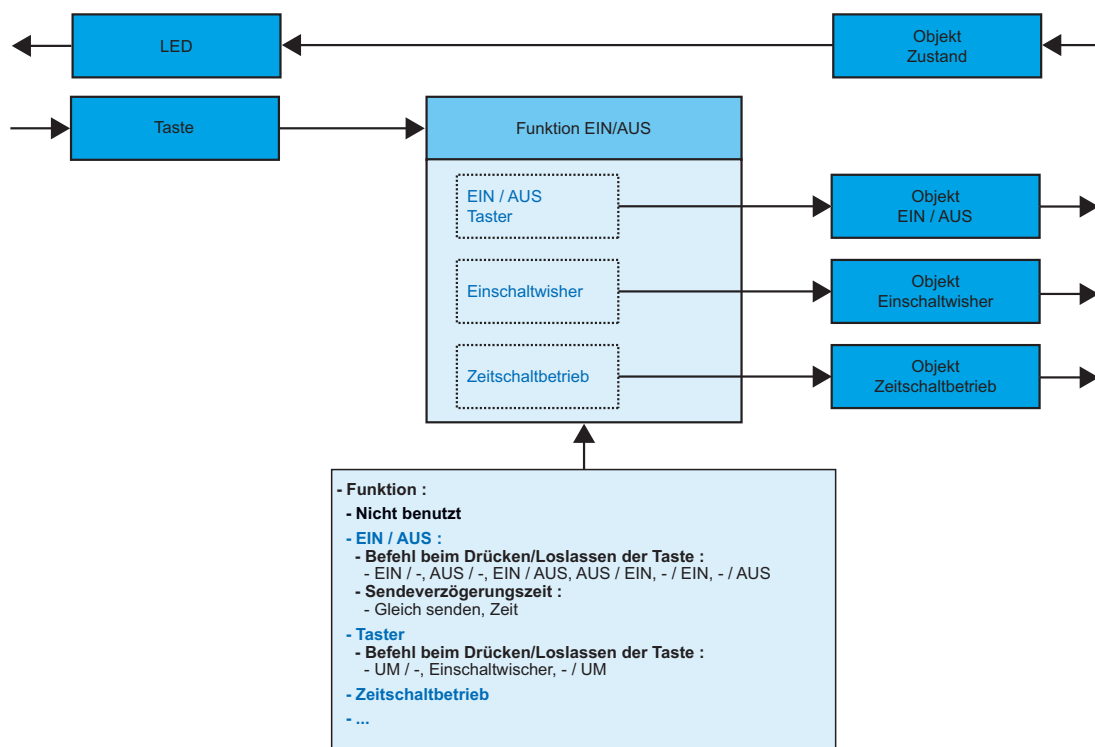 LED
Objekt
Zustand
Taste
Funktion EIN/AUS
EIN / AUS
Taster
Objekt
EIN / AUS
Einschaltwisher
Objekt
Einschaltwisher
Zeitschaltbetrieb
Objekt
Zeitschaltbetrieb
- Funktion :
- Nicht benutzt
- EIN / AUS :
- Befehl beim Drücken/Loslassen der Taste :
- EIN / -, AUS / -, EIN / AUS, AUS / EIN, - / EIN, - / AUS
- Sendeverzögerungszeit :
- Gleich senden, Zeit
- Taster
- Befehl beim Drücken/Loslassen der Taste :
- UM / -, Einschaltwischer, - / UM
- Zeitschaltbetrieb
- ...